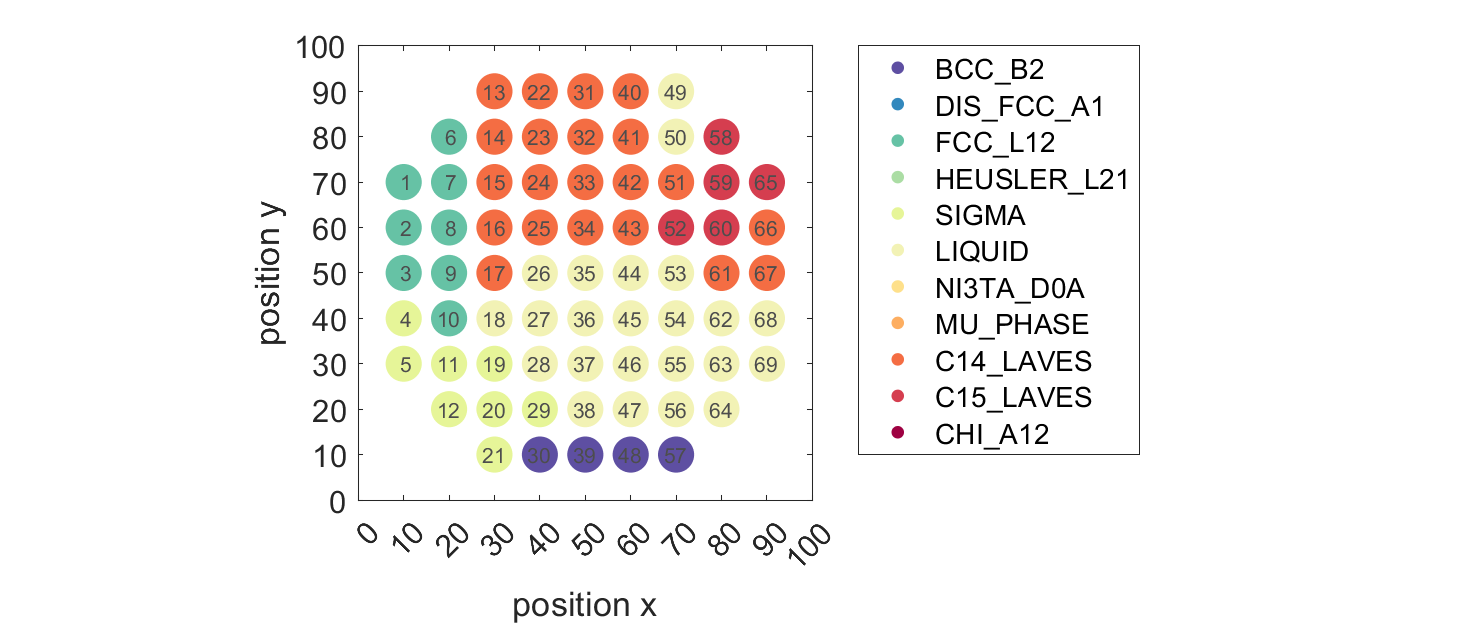 100
90
80
70
60
50
40
30
20
10
0
position y
13 22 31 40 49
6 14 23 32 41 50 58
1 7 15 24 33 42 51 59 65
2 8 16 25 34 43 52 60 66
3 9 17 26 35 44 53 61 67
4 10 18 27 36 45 54 62 68
5 11 19 28 37 46 55 63 69
12 20 29 38 47 56 64
21 30 39 48 57
0 10 20 30 40 50 60 70 80 90 100
position x
BCC_B2
DIS_FCC_A1
FCC_L12
HEUSLER_L21
SIGMA
LIQUID
NI3TA_D0A
MU_PHASE
C14_LAVES
C15_LAVES
CHI_A12